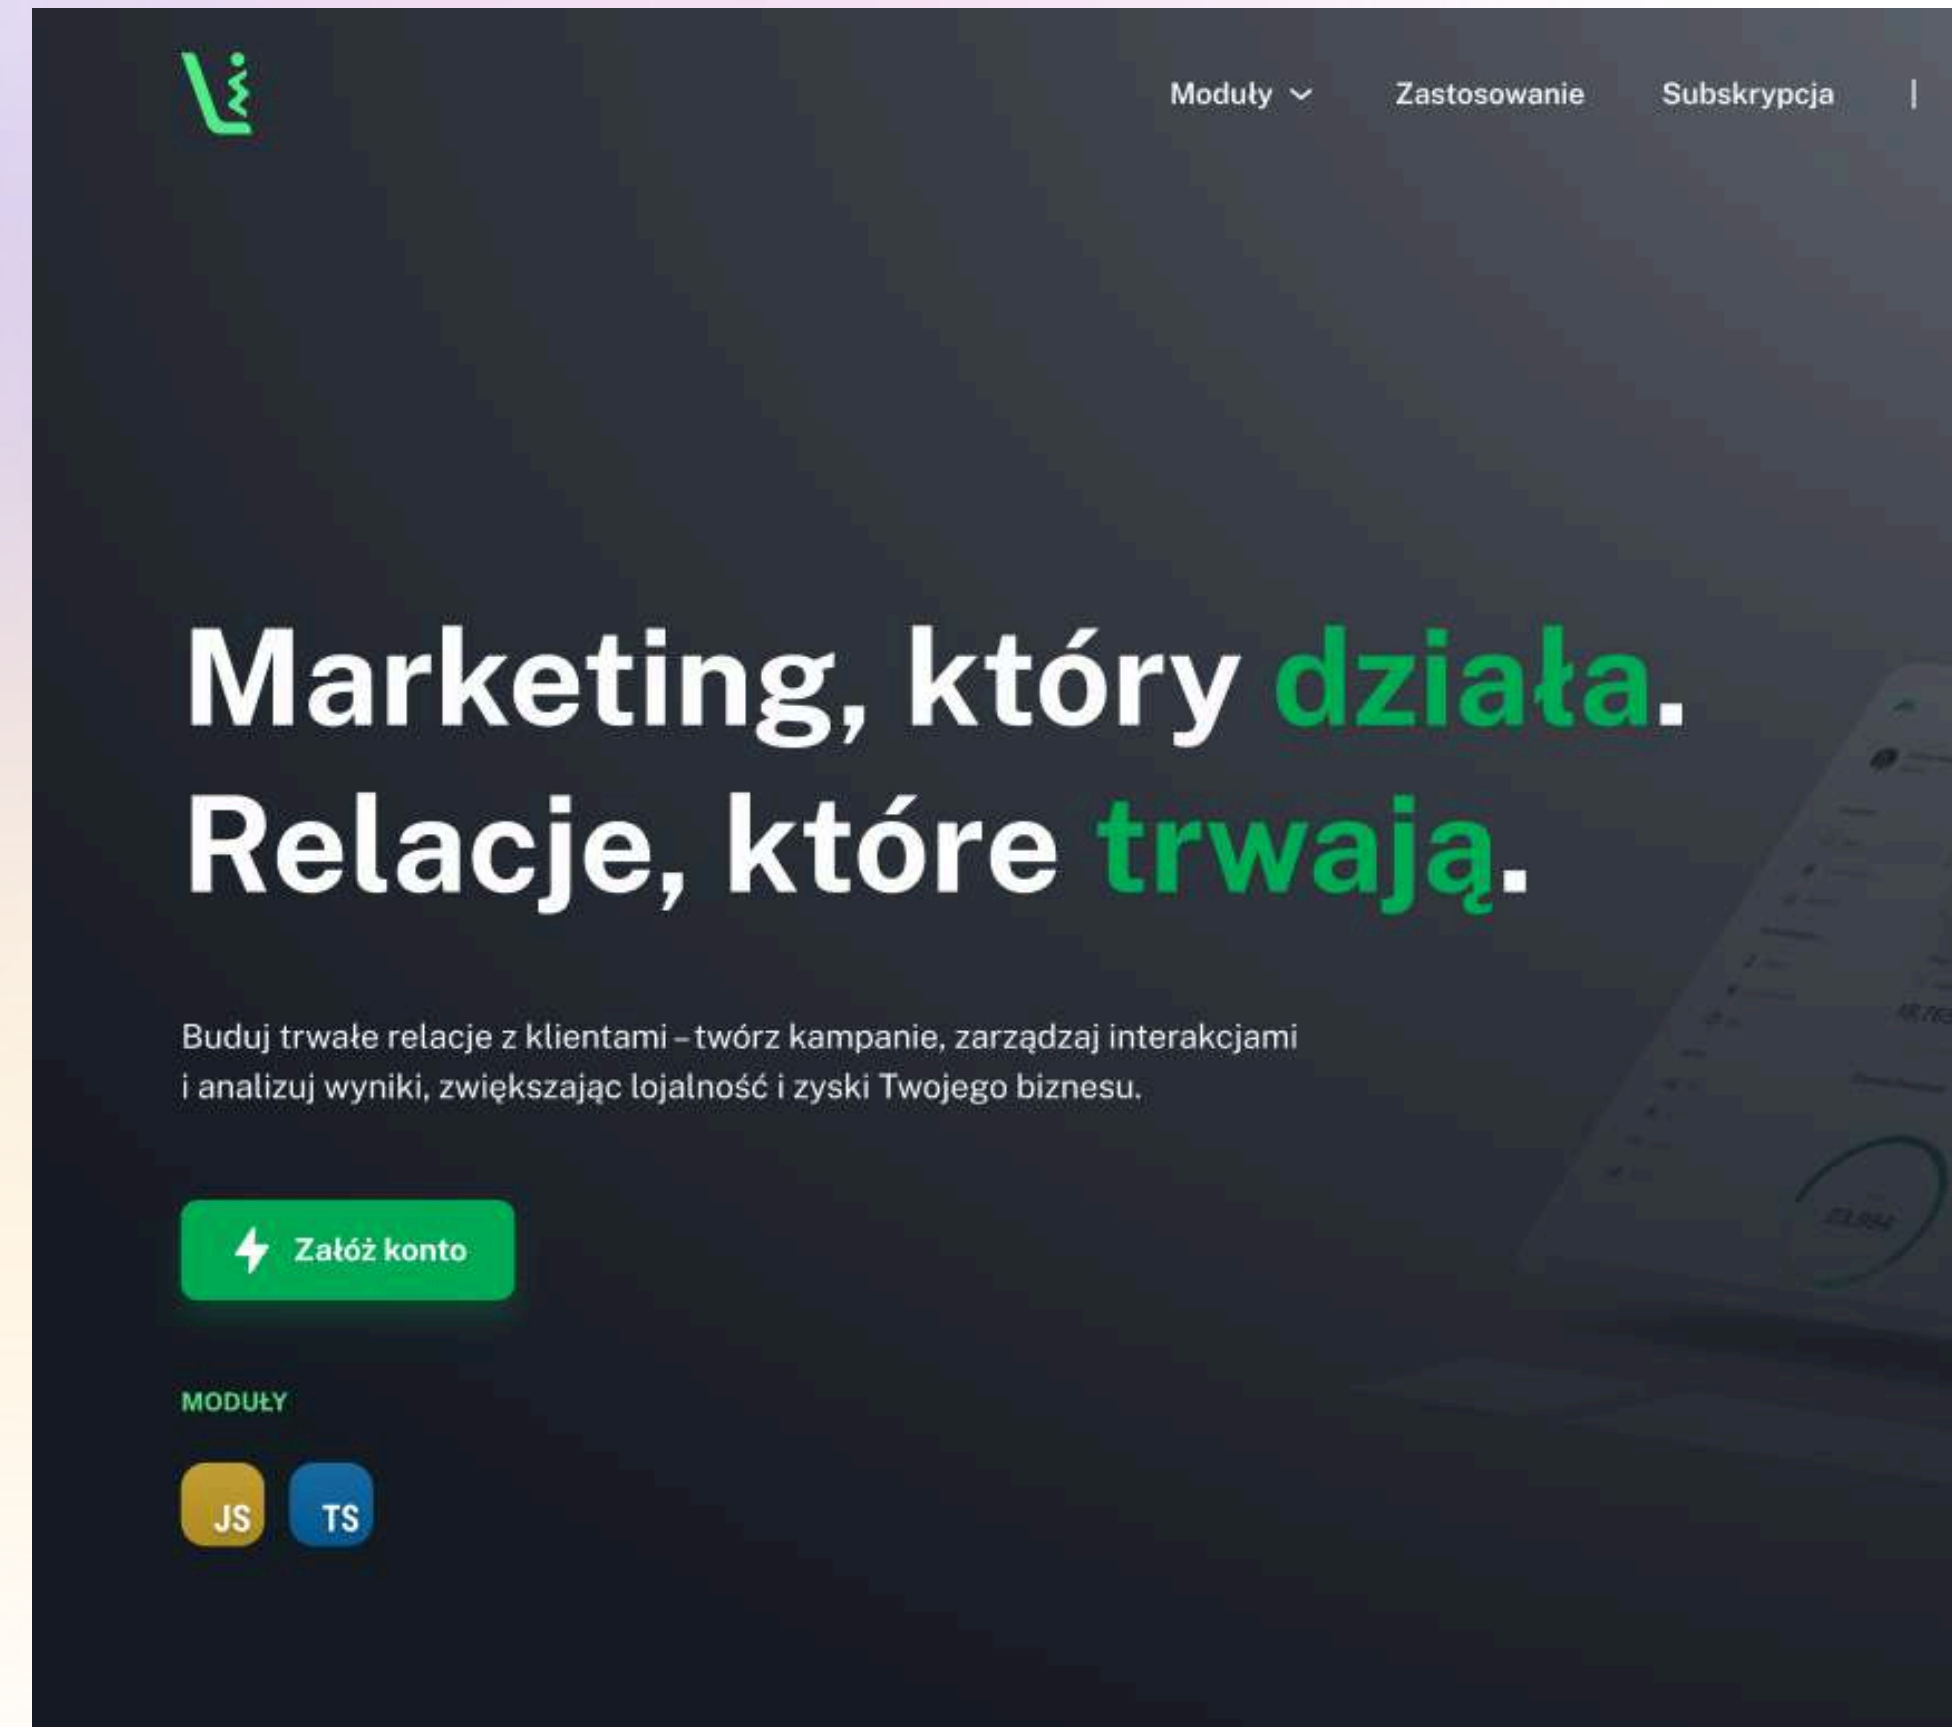 Moduły
Zastosowanie
Subskrypcja
|
Marketing, który działa.
Relacje, które trwają.
Buduj trwałe relacje z klientami – twórz kampanie, zarządzaj interakcjami
i analizuj wyniki, zwiększając lojalność i zyski Twojego biznesu.
Załóż konto
MODUŁY
JS
TS